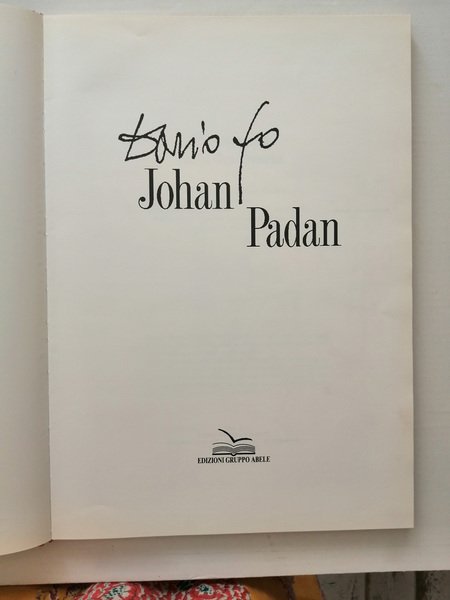 Dario fo
Johan
Padan
EDIZIONI GRUPPO ABELE